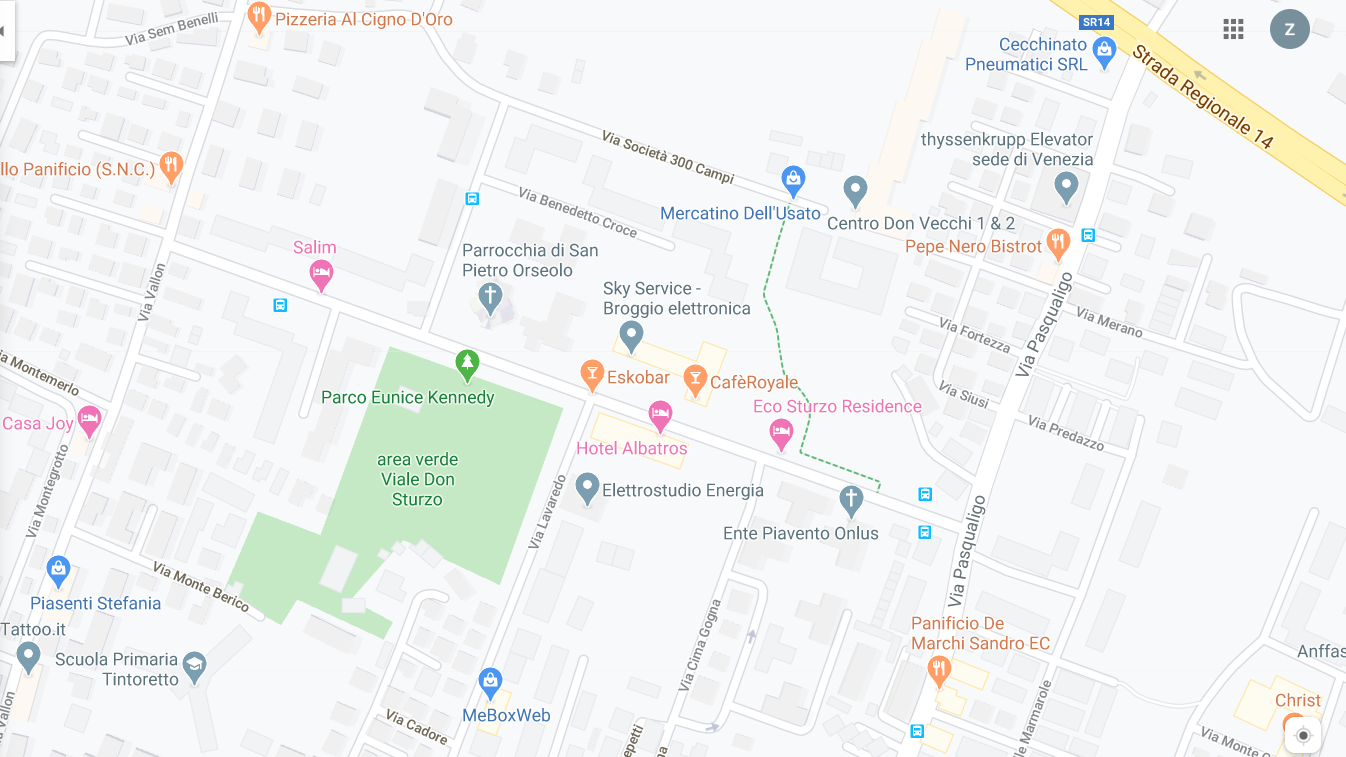 Via Sem Benelli
Pizzeria Al Cigno D'Oro
SR14
Z
Cecchinato
Pneumatici SRL
Strada Regionale 14
Via Società 300 Campi
thyssenkrupp Elevator
sede di Venezia
llo Panificio (S.N.C.)
Via Benedetto Croce
Mercatino Dell'Usato
Centro Don Vecchi 1 & 2
Pepe Nero Bistrot
Salim
Parrocchia di San
Pietro Orseolo
Via Vallon
Sky Service -
Broggio elettronica
Via Pasqualigo
Via Merano
Via Fortezza
ia Montemerlo
Parco Eunice Kennedy
Eskobar
CafèRoyale
Via Siusi
Casa Joy
Eco Sturzo Residence
Via Predazzo
Hotel Albatros
area verde
Viale Don
Sturzo
Via Montegrotto
Elettrostudio Energia
Via Lavaredo
Ente Piavento Onlus
Via Pasqualigo
Via Monte Berico
Piasenti Stefania
Tattoo.it
Panificio De
Marchi Sandro EC
Via Cima Gogna
Scuola Primaria
Tintoretto
Anffas
MeBoxWeb
Via Cadore
Christ
Vallon
epetti
na
le Marmarole
Via Monte